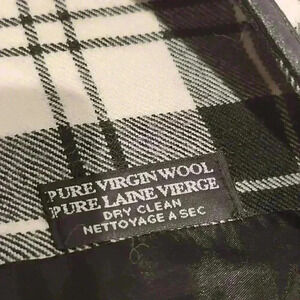 PURE VIRGIN WOOL
PURE LAINE VIERGE
DRY CLEAN
NETTOYAGE A SEC